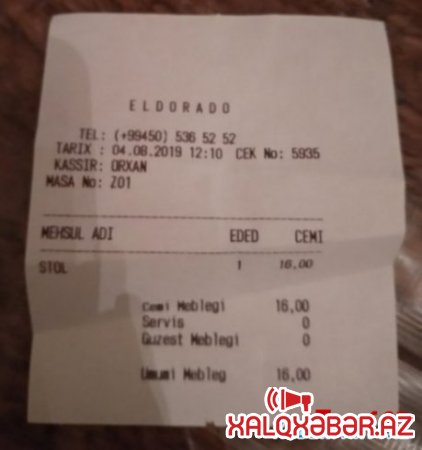 ELDORADO
TEL: (+99450) 536 52 52
TARIX : 04.08.2019 12:10 CEK No: 5935
KASSIR: ORXAN
MASA No: Z01
MEHSUL ADI EDED CEMI
STOL 1 16.00
Cemi Meblegi 16,00
Servis 0
Guzest Meblegi 0
Umumi Mebleg 16,00
XALQXƏBƏR.AZ